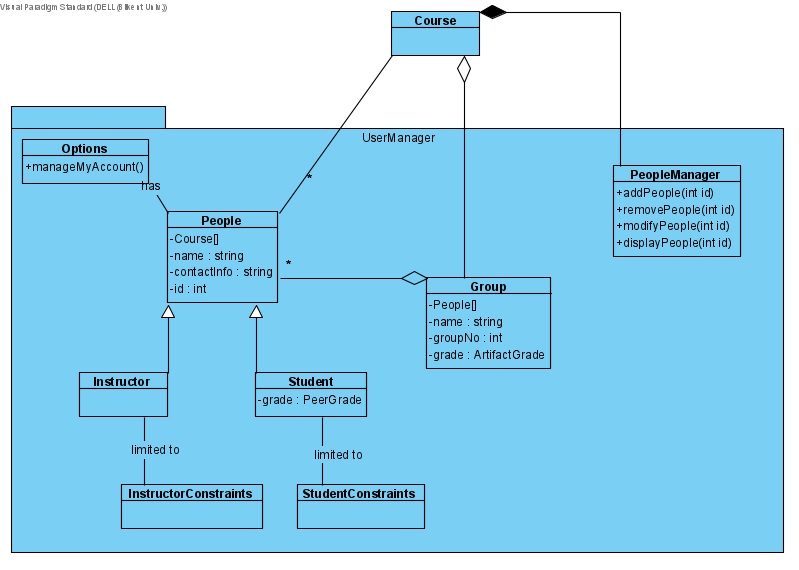 Visual Paradigm Standard (DELL (Bilkent Univ.))
Course
UserManager
Options
+manageMyAccount()
has
*
PeopleManager
+addPeople(int id)
+removePeople(int id)
+modifyPeople(int id)
+displayPeople(int id)
People
-Course[]
-name : string
-contactInfo : string
-id : int
*
Group
-People[]
-name : string
-groupNo : int
-grade : ArtifactGrade
Instructor
Student
-grade : PeerGrade
limited to
limited to
InstructorConstraints
StudentConstraints